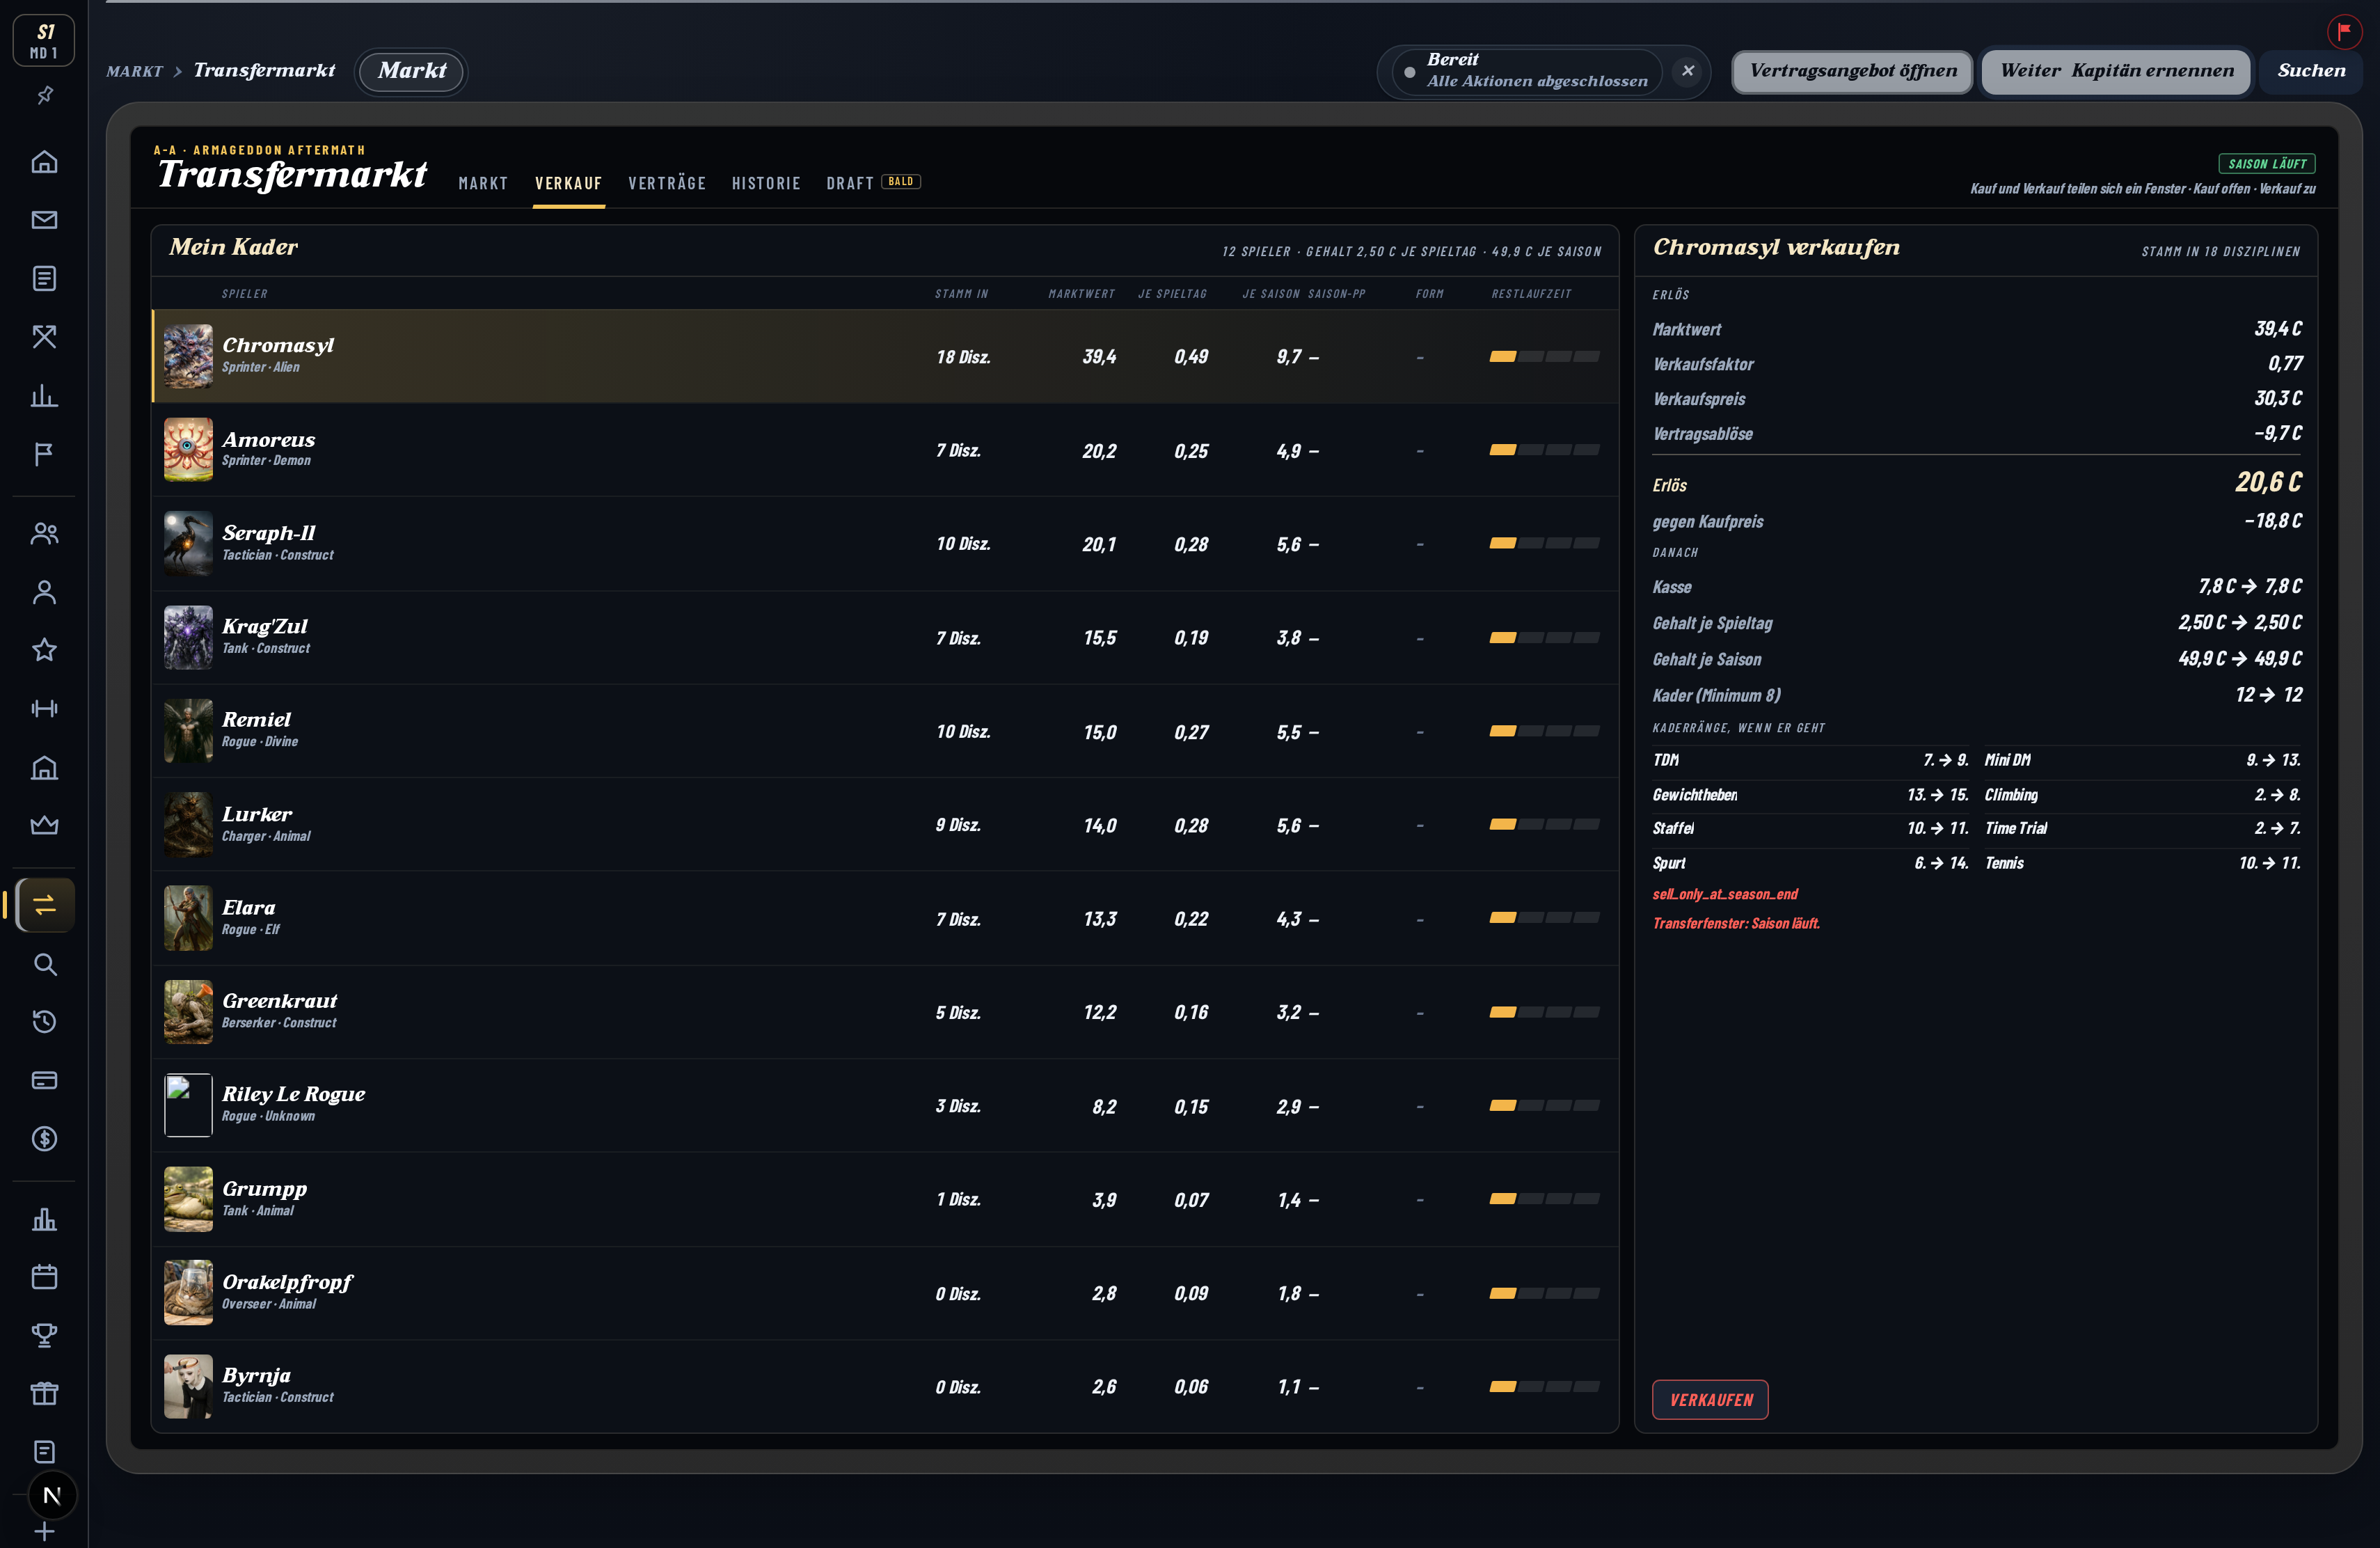 S1
MD 1
MARKT > Transfermarkt Markt
Bereit
Alle Aktionen abgeschlossen
✕
Vertragsangebot öffnen
Weiter Kapitän ernennen
Suchen
A-A · ARMAGEDDON AFTERMATH
Transfermarkt
MARKT VERKAUF VERTRÄGE HISTORIE DRAFT BALD
SAISON LÄUFT
Kauf und Verkauf teilen sich ein Fenster · Kauf offen · Verkauf zu
Mein Kader
12 SPIELER · GEHALT 2,50 C JE SPIELTAG · 49,9 C JE SAISON
SPIELER STAMM IN MARKTWERT JE SPIELTAG JE SAISON SAISON-PP FORM RESTLAUFZEIT
Chromasyl
Sprinter · Alien
18 Disz. 39,4 0,49 9,7 – –
Amoreus
Sprinter · Demon
7 Disz. 20,2 0,25 4,9 – –
Seraph-II
Tactician · Construct
10 Disz. 20,1 0,28 5,6 – –
Krag'Zul
Tank · Construct
7 Disz. 15,5 0,19 3,8 – –
Remiel
Rogue · Divine
10 Disz. 15,0 0,27 5,5 – –
Lurker
Charger · Animal
9 Disz. 14,0 0,28 5,6 – –
Elara
Rogue · Elf
7 Disz. 13,3 0,22 4,3 – –
Greenkraut
Berserker · Construct
5 Disz. 12,2 0,16 3,2 – –
Riley Le Rogue
Rogue · Unknown
3 Disz. 8,2 0,15 2,9 – –
Grumpp
Tank · Animal
1 Disz. 3,9 0,07 1,4 – –
Orakelpfropf
Overseer · Animal
0 Disz. 2,8 0,09 1,8 – –
Byrnja
Tactician · Construct
0 Disz. 2,6 0,06 1,1 – –
Chromasyl verkaufen
STAMM IN 18 DISZIPLINEN
ERLÖS
Marktwert 39,4 C
Verkaufsfaktor 0,77
Verkaufspreis 30,3 C
Vertragsablöse –9,7 C
Erlös 20,6 C
gegen Kaufpreis –18,8 C
DANACH
Kasse 7,8 C → 7,8 C
Gehalt je Spieltag 2,50 C → 2,50 C
Gehalt je Saison 49,9 C → 49,9 C
Kader (Minimum 8) 12 → 12
KADERRÄNGE, WENN ER GEHT
TDM 7. → 9. Mini DM 9. → 13.
Gewichtheben 13. → 15. Climbing 2. → 8.
Staffel 10. → 11. Time Trial 2. → 7.
Spurt 6. → 14. Tennis 10. → 11.
sell_only_at_season_end
Transferfenster: Saison läuft.
VERKAUFEN
N